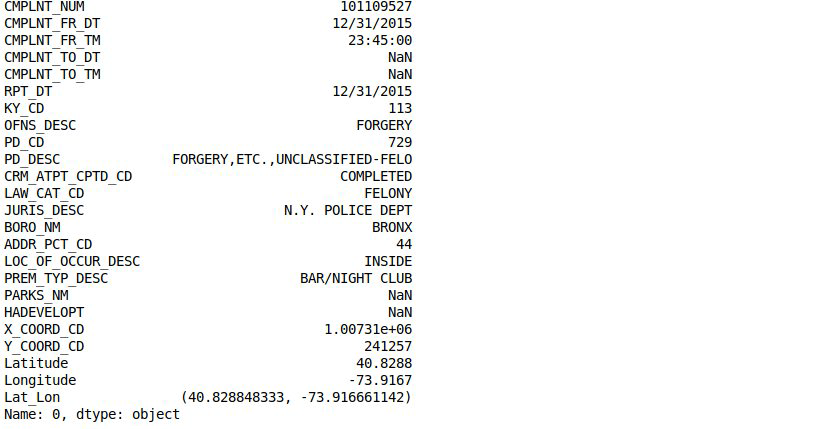 CMPLNT_NUM 101109527
CMPLNT_FR_DT 12/31/2015
CMPLNT_FR_TM 23:45:00
CMPLNT_TO_DT NaN
CMPLNT_TO_TM NaN
RPT_DT 12/31/2015
KY_CD 113
OFNS_DESC FORGERY
PD_CD 729
PD_DESC FORGERY,ETC.,UNCLASSIFIED-FELO
CRM_ATPT_CPTD_CD COMPLETED
LAW_CAT_CD FELONY
JURIS_DESC N.Y. POLICE DEPT
BORO_NM BRONX
ADDR_PCT_CD 44
LOC_OF_OCCUR_DESC INSIDE
PREM_TYP_DESC BAR/NIGHT CLUB
PARKS_NM NaN
HADEVELOPT NaN
X_COORD_CD 1.00731e+06
Y_COORD_CD 241257
Latitude 40.8288
Longitude -73.9167
Lat_Lon (40.828848333, -73.916661142)
Name: 0, dtype: object